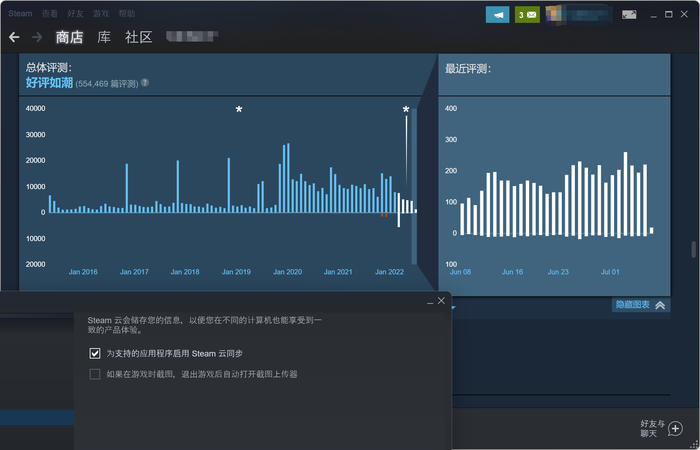 Steam 查看 好友 游戏 帮助
3
商店 库 社区
总体评测：
好评如潮 (554,469 篇评测) ?
最近评测：
40000
30000
20000
10000
0
10000
20000
Jan 2016 Jan 2017 Jan 2018 Jan 2019 Jan 2020 Jan 2021 Jan 2022
400
300
200
100
0
100
Jun 08 Jun 16 Jun 23 Jul 01
隐藏图表
Steam 云会储存您的信息，以便您在不同的计算机也能享受到一
致的产品体验。
为支持的应用程序启用 Steam 云同步
如果在游戏时截图，退出游戏后自动打开截图上传器
好友与
聊天